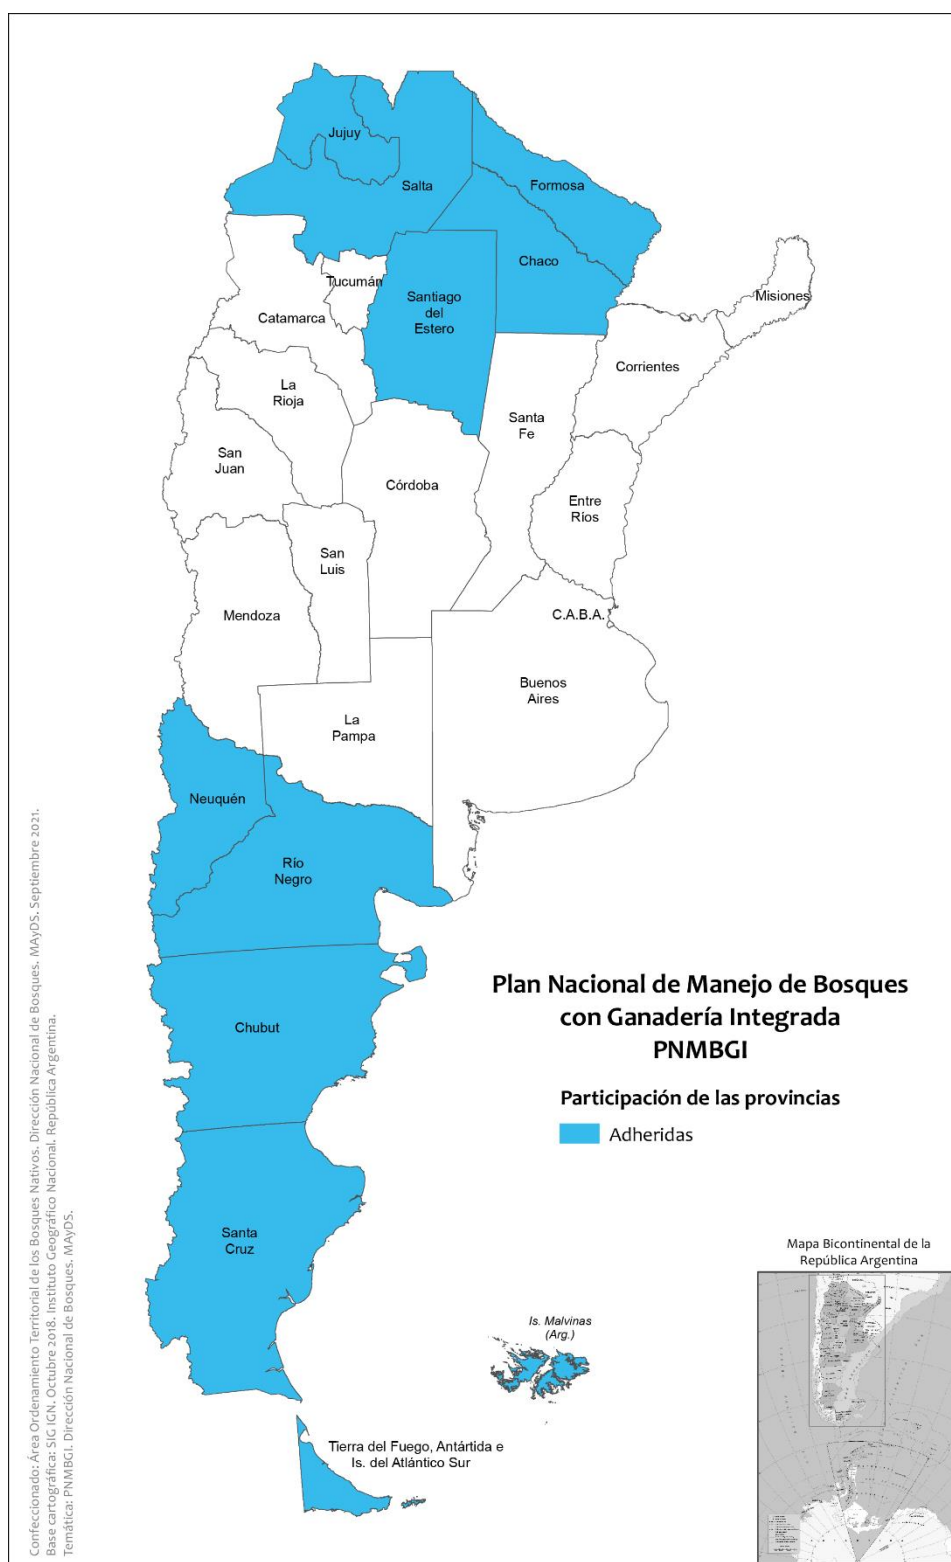 Jujuy
Salta
Formosa
Chaco
Tucumán
Santiago
del
Estero
Misiones
Catamarca
Corrientes
La
Rioja
Santa
Fe
San
Juan
Córdoba
Entre
Ríos
San
Luis
Mendoza
C.A.B.A.
Buenos
Aires
La
Pampa
Neuquén
Río
Negro
Chubut
Santa
Cruz
Is. Malvinas
(Arg.)
Tierra del Fuego, Antártida e
Is. del Atlántico Sur
Plan Nacional de Manejo de Bosques
con Ganadería Integrada
PNMBGI
Participación de las provincias
Adheridas
Mapa Bicontinental de la
República Argentina
Confeccionado: Área Ordenamiento Territorial de los Bosques Nativos. Dirección Nacional de Bosques. MAyDS. Septiembre 2021.
Base cartográfica: SIG IGN. Octubre 2018. Instituto Geográfico Nacional. República Argentina.
Temática: PNMBGI. Dirección Nacional de Bosques. MAyDS.